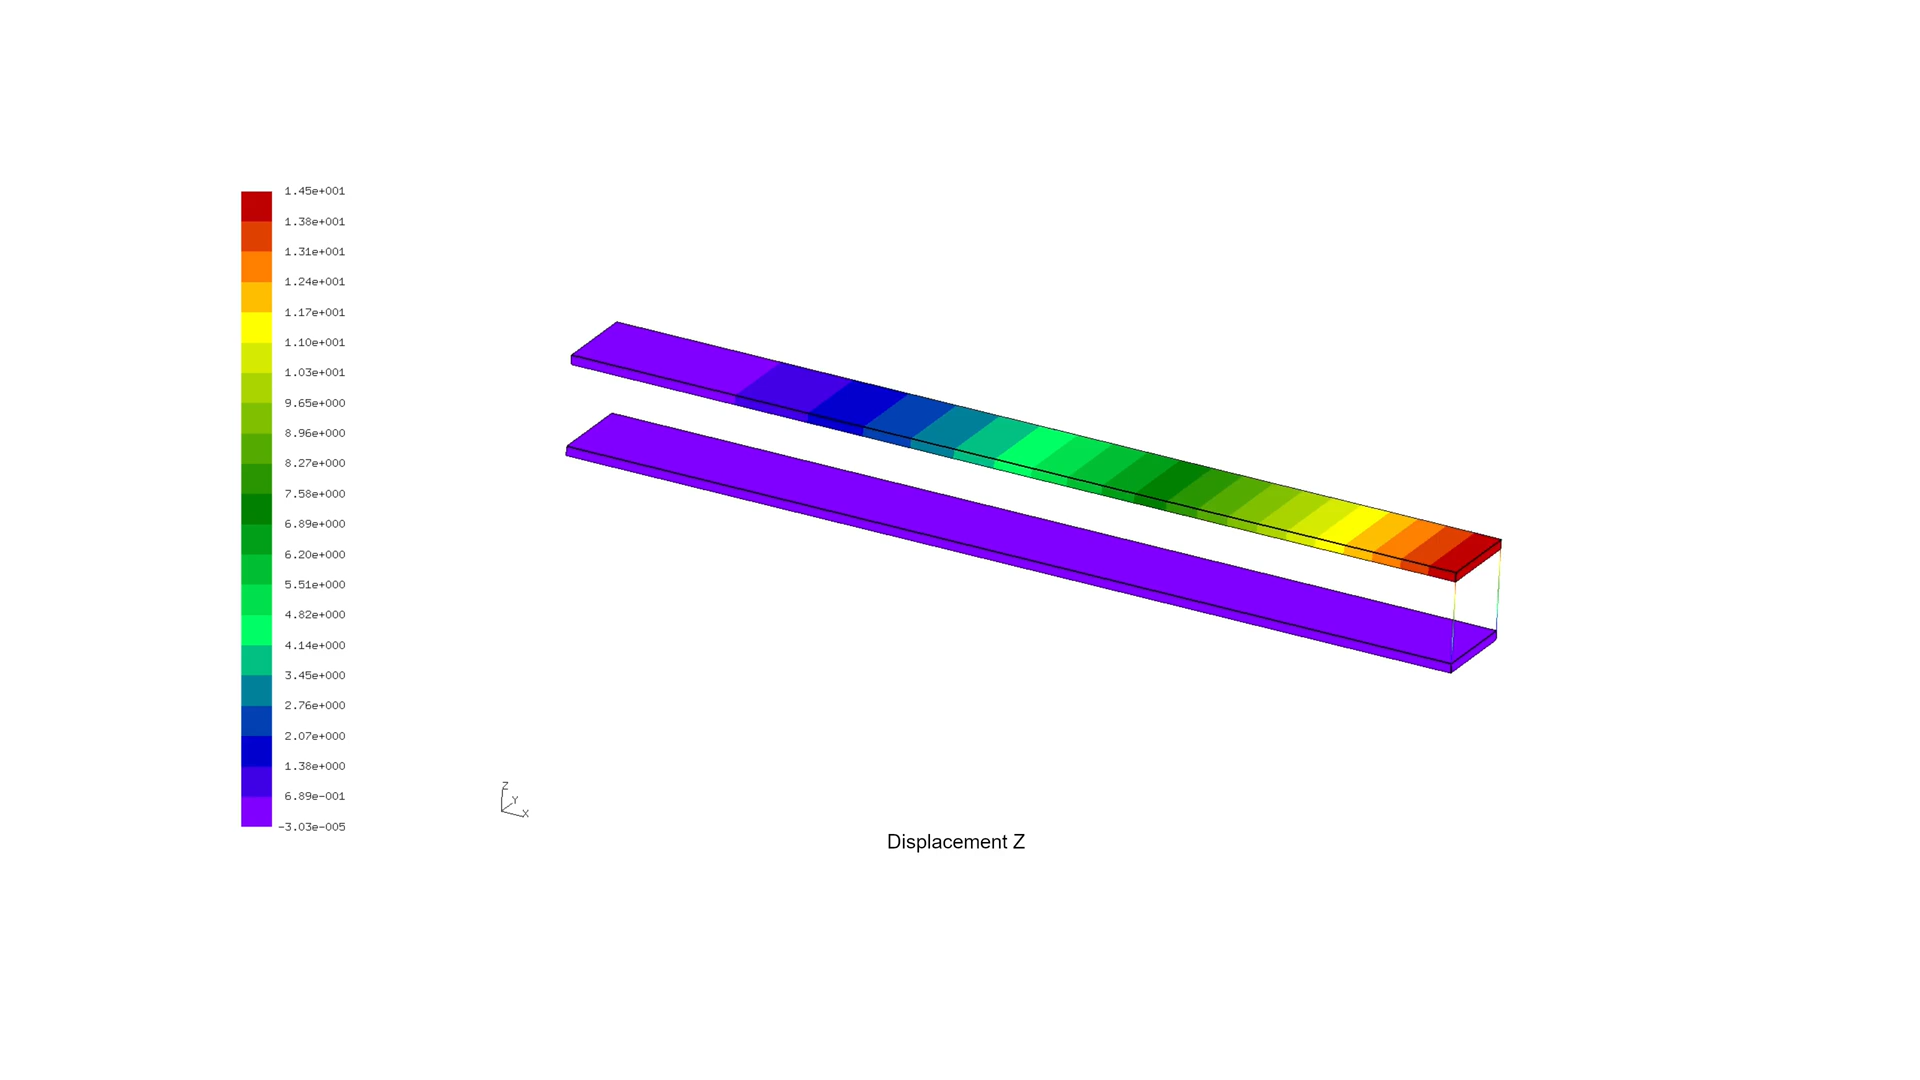 1.45e+001
1.38e+001
1.31e+001
1.24e+001
1.17e+001
1.10e+001
1.03e+001
9.65e+000
8.96e+000
8.27e+000
7.58e+000
6.89e+000
6.20e+000
5.51e+000
4.82e+000
4.14e+000
3.45e+000
2.76e+000
2.07e+000
1.38e+000
6.89e-001
-3.03e-005
Z
Y
X
Displacement Z